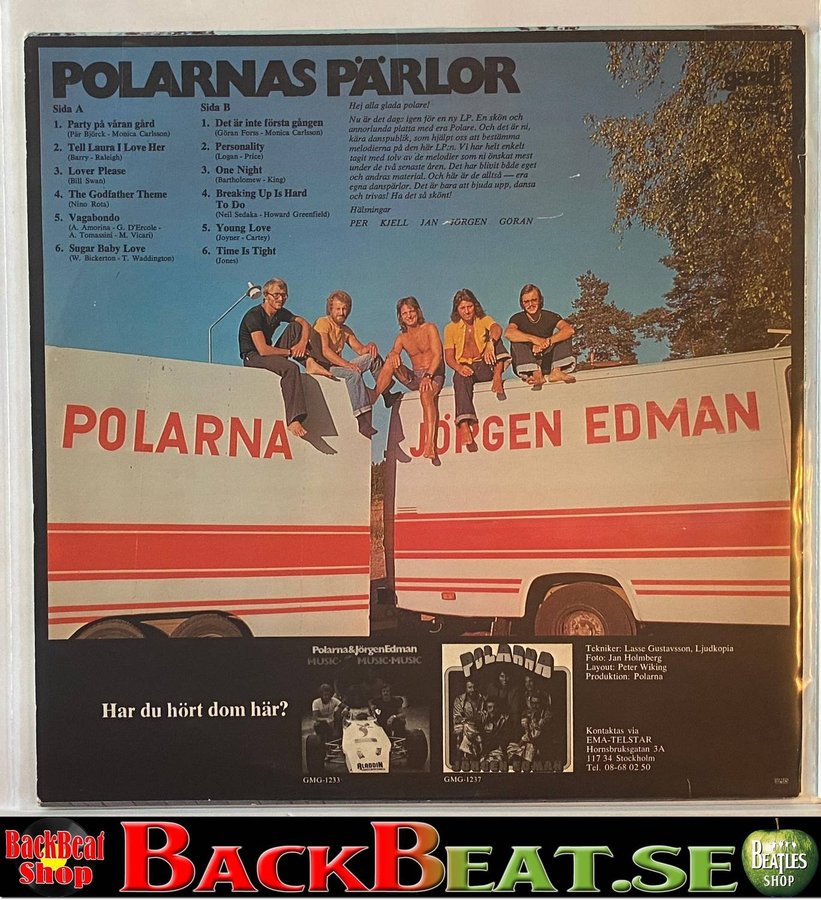 POLARNAS PÄRLOR
good!
Sida A
1. Party på våran gård
(Pär Björck - Monica Carlsson)
2. Tell Laura I Love Her
(Barry - Raleigh)
3. Lover Please
(Bill Swan)
4. The Godfather Theme
(Nino Rota)
5. Vagabondo
(A. Amorina - G. D'Ercole -
A. Tomassini - M. Vicari)
6. Sugar Baby Love
(W. Bickerton - T. Waddington)
Sida B
1. Det är inte första gången
(Göran Forss - Monica Carlsson)
2. Personality
(Logan - Price)
3. One Night
(Bartholomew - King)
4. Breaking Up Is Hard
To Do
(Neil Sedaka - Howard Greenfield)
5. Young Love
(Joyner - Cartey)
6. Time Is Tight
(Jones)
Hej alla glada polare!
Nu är det dags igen för en ny LP. En skön och
annorlunda platta med era Polare. Och det är ni,
kära danspublik, som hjälpt oss att bestämma
melodierna på den här LP:n. Vi har helt enkelt
tagit med tolv av de melodier som ni önskat mest
under de två senaste åren. Det har blivit både eget
och andras material. Och här är de alltså — era
egna danspärlor. Det är bara att bjuda upp, dansa
och trivas! Ha det så skönt!
Hälsningar
PER KJELL JAN JÖRGEN GÖRAN
POLARNA
JÖRGEN EDMAN
Har du hört dom här?
Polarna&JörgenEdman
MUSIC MUSIC MUSIC
ALADDIN
GMG-1233
POLARNA
JÖRGEN EDMAN
GMG-1237
Tekniker: Lasse Gustavsson, Ljudkopia
Foto: Jan Holmberg
Layout: Peter Wiking
Produktion: Polarna
Kontaktas via
EMA-TELSTAR
Hornsbruksgatan 3A
117 34 Stockholm
Tel. 08-68 02 50
BackBeat
Shop
BACKBEAT.SE
BEATLES
SHOP